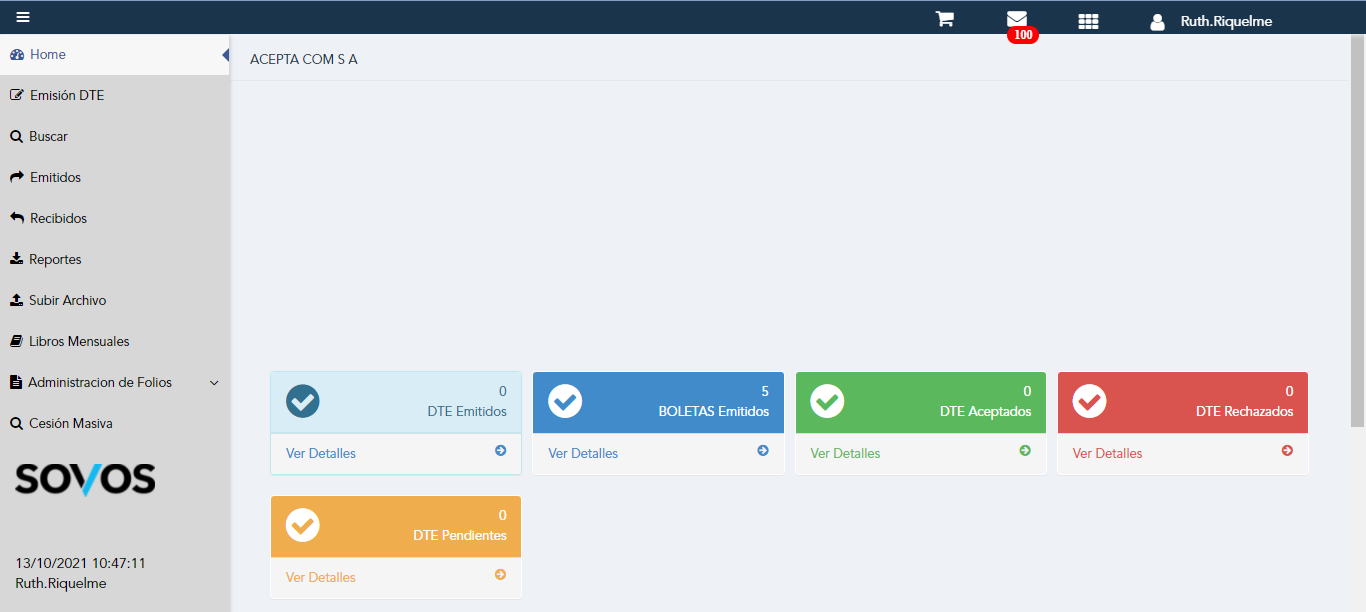 100
Ruth.Riquelme
Home
Emisión DTE
Buscar
Emitidos
Recibidos
Reportes
Subir Archivo
Libros Mensuales
Administracion de Folios
Cesión Masiva
SOVOS
13/10/2021 10:47:11
Ruth.Riquelme
ACEPTA COM S A
0
DTE Emitidos
Ver Detalles
5
BOLETAS Emitidos
Ver Detalles
0
DTE Aceptados
Ver Detalles
0
DTE Rechazados
Ver Detalles
0
DTE Pendientes
Ver Detalles